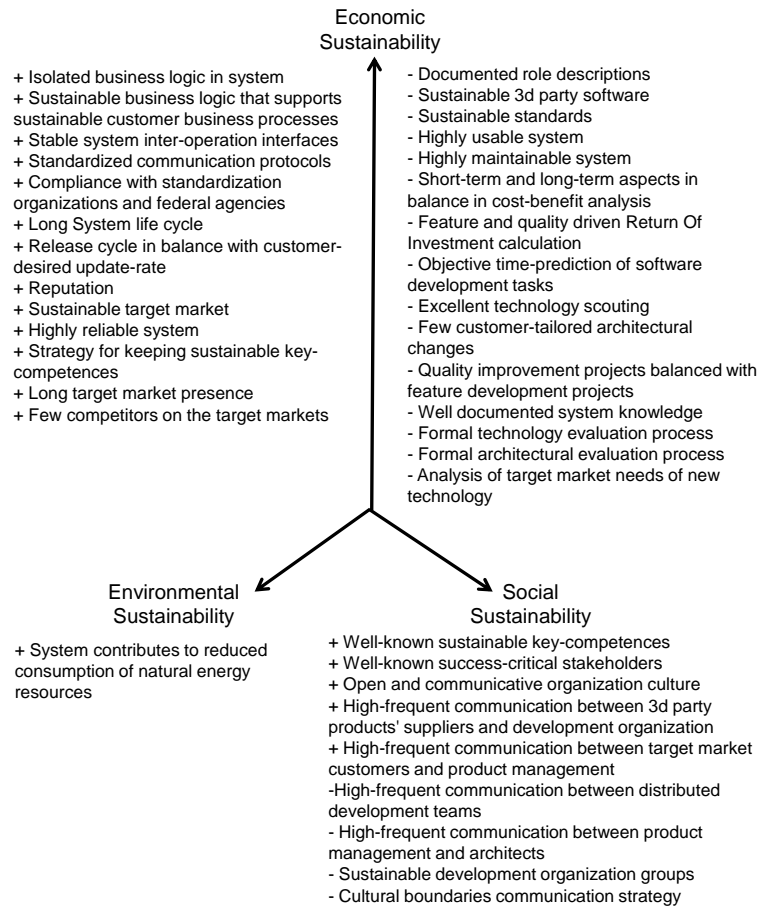 Economic
Sustainability
+ Isolated business logic in system
+ Sustainable business logic that supports
sustainable customer business processes
+ Stable system inter-operation interfaces
+ Standardized communication protocols
+ Compliance with standardization
organizations and federal agencies
+ Long System life cycle
+ Release cycle in balance with customer-
desired update-rate
+ Reputation
+ Sustainable target market
+ Highly reliable system
+ Strategy for keeping sustainable key-
competences
+ Long target market presence
+ Few competitors on the target markets
- Documented role descriptions
- Sustainable 3d party software
- Sustainable standards
- Highly usable system
- Highly maintainable system
- Short-term and long-term aspects in
balance in cost-benefit analysis
- Feature and quality driven Return Of
Investment calculation
- Objective time-prediction of software
development tasks
- Excellent technology scouting
- Few customer-tailored architectural
changes
- Quality improvement projects balanced with
feature development projects
- Well documented system knowledge
- Formal technology evaluation process
- Formal architectural evaluation process
- Analysis of target market needs of new
technology
Environmental
Sustainability
+ System contributes to reduced
consumption of natural energy
resources
Social
Sustainability
+ Well-known sustainable key-competences
+ Well-known success-critical stakeholders
+ Open and communicative organization culture
+ High-frequent communication between 3d party
products' suppliers and development organization
+ High-frequent communication between target market
customers and product management
-High-frequent communication between distributed
development teams
- High-frequent communication between product
management and architects
- Sustainable development organization groups
- Cultural boundaries communication strategy